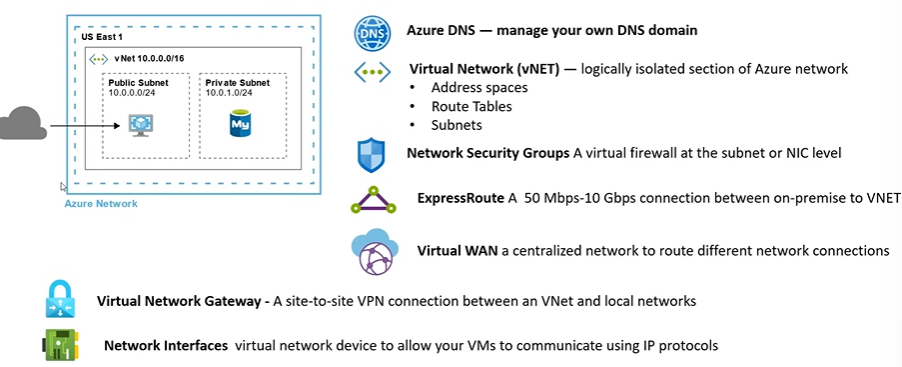 US East 1
vNet 10.0.0.0/16
Public Subnet
10.0.0.0/24
Private Subnet
10.0.1.0/24
My
Azure Network
DNS
Azure DNS — manage your own DNS domain
Virtual Network (vNET) — logically isolated section of Azure network
• Address spaces
• Route Tables
• Subnets
Network Security Groups A virtual firewall at the subnet or NIC level
ExpressRoute A 50 Mbps-10 Gbps connection between on-premise to VNET
Virtual WAN a centralized network to route different network connections
Virtual Network Gateway - A site-to-site VPN connection between an VNet and local networks
Network Interfaces virtual network device to allow your VMs to communicate using IP protocols